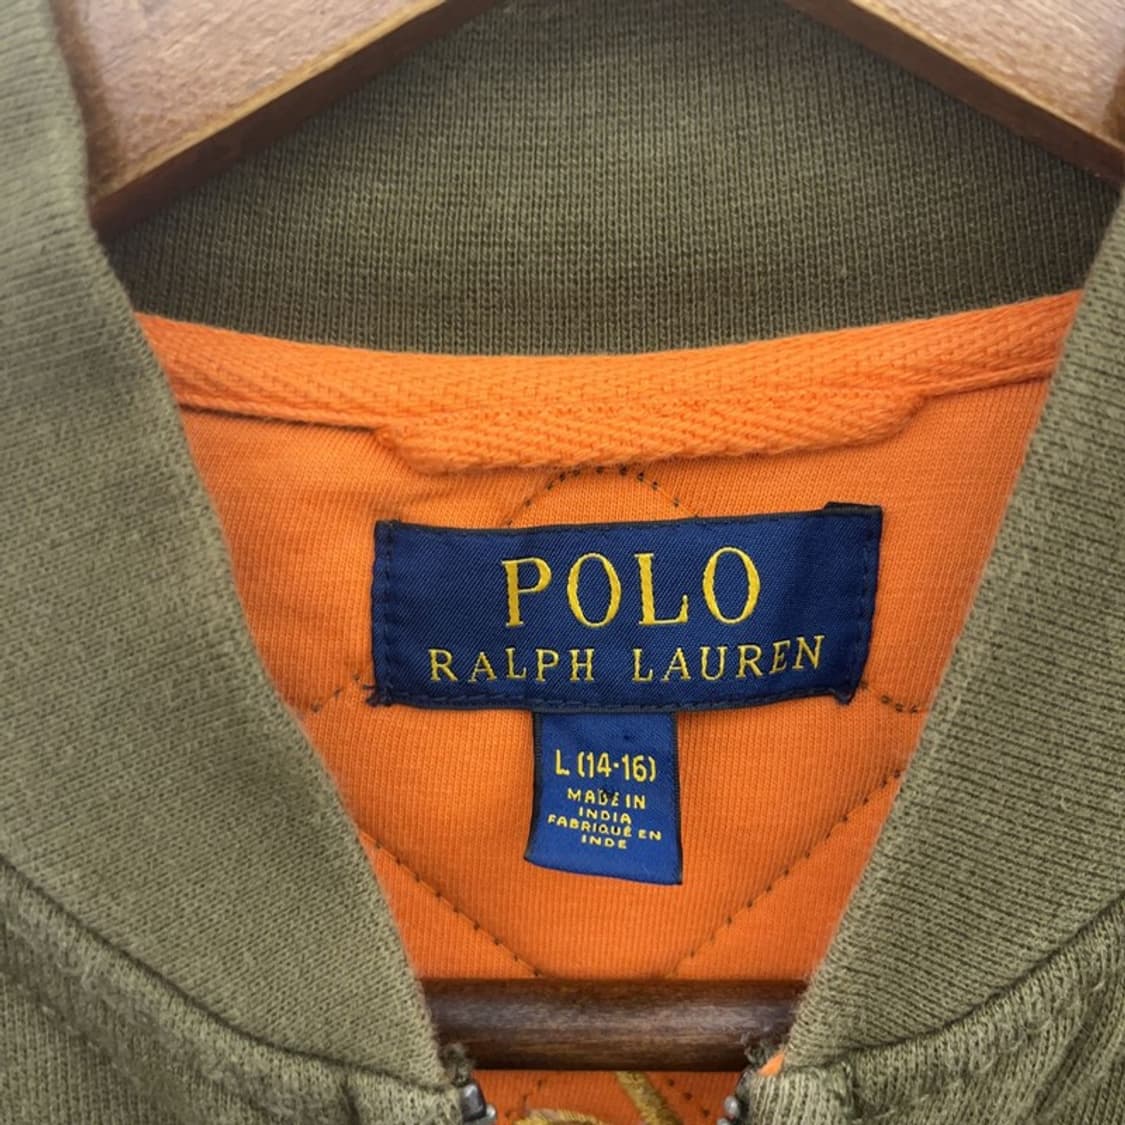 POLO
RALPH LAUREN
L (14-16)
MADE IN
INDIA
FABRIQUÉ EN
INDE